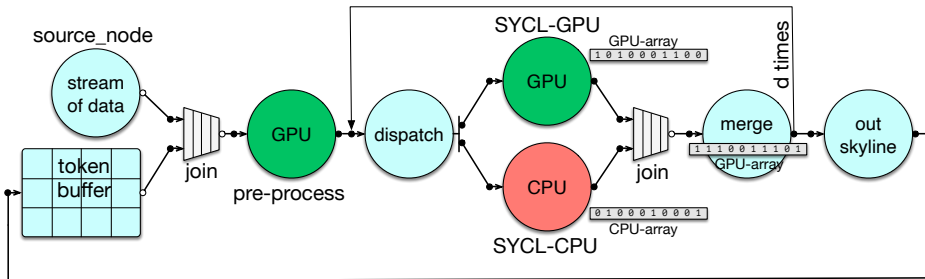 source_node
stream
of data
token
buffer
join
GPU
pre-process
dispatch
SYCL-GPU
GPU
GPU-array
1 0 1 0 0 0 1 1 0 0
CPU
SYCL-CPU
0 1 0 0 0 1 0 0 0 1
CPU-array
join
merge
1 1 1 0 0 1 1 1 0 1
GPU-array
d times
out
skyline